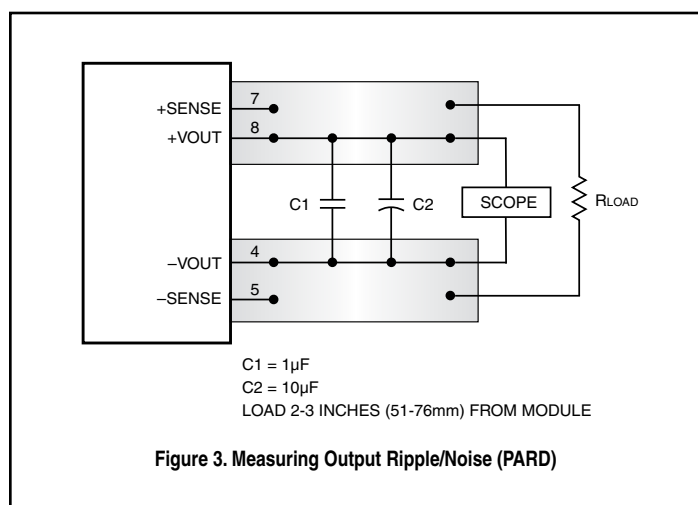 +SENSE
7
+VOUT
8
C1
C2
SCOPE
RLOAD
–VOUT
4
–SENSE
5
C1 = 1µF
C2 = 10µF
LOAD 2-3 INCHES (51-76mm) FROM MODULE
Figure 3. Measuring Output Ripple/Noise (PARD)